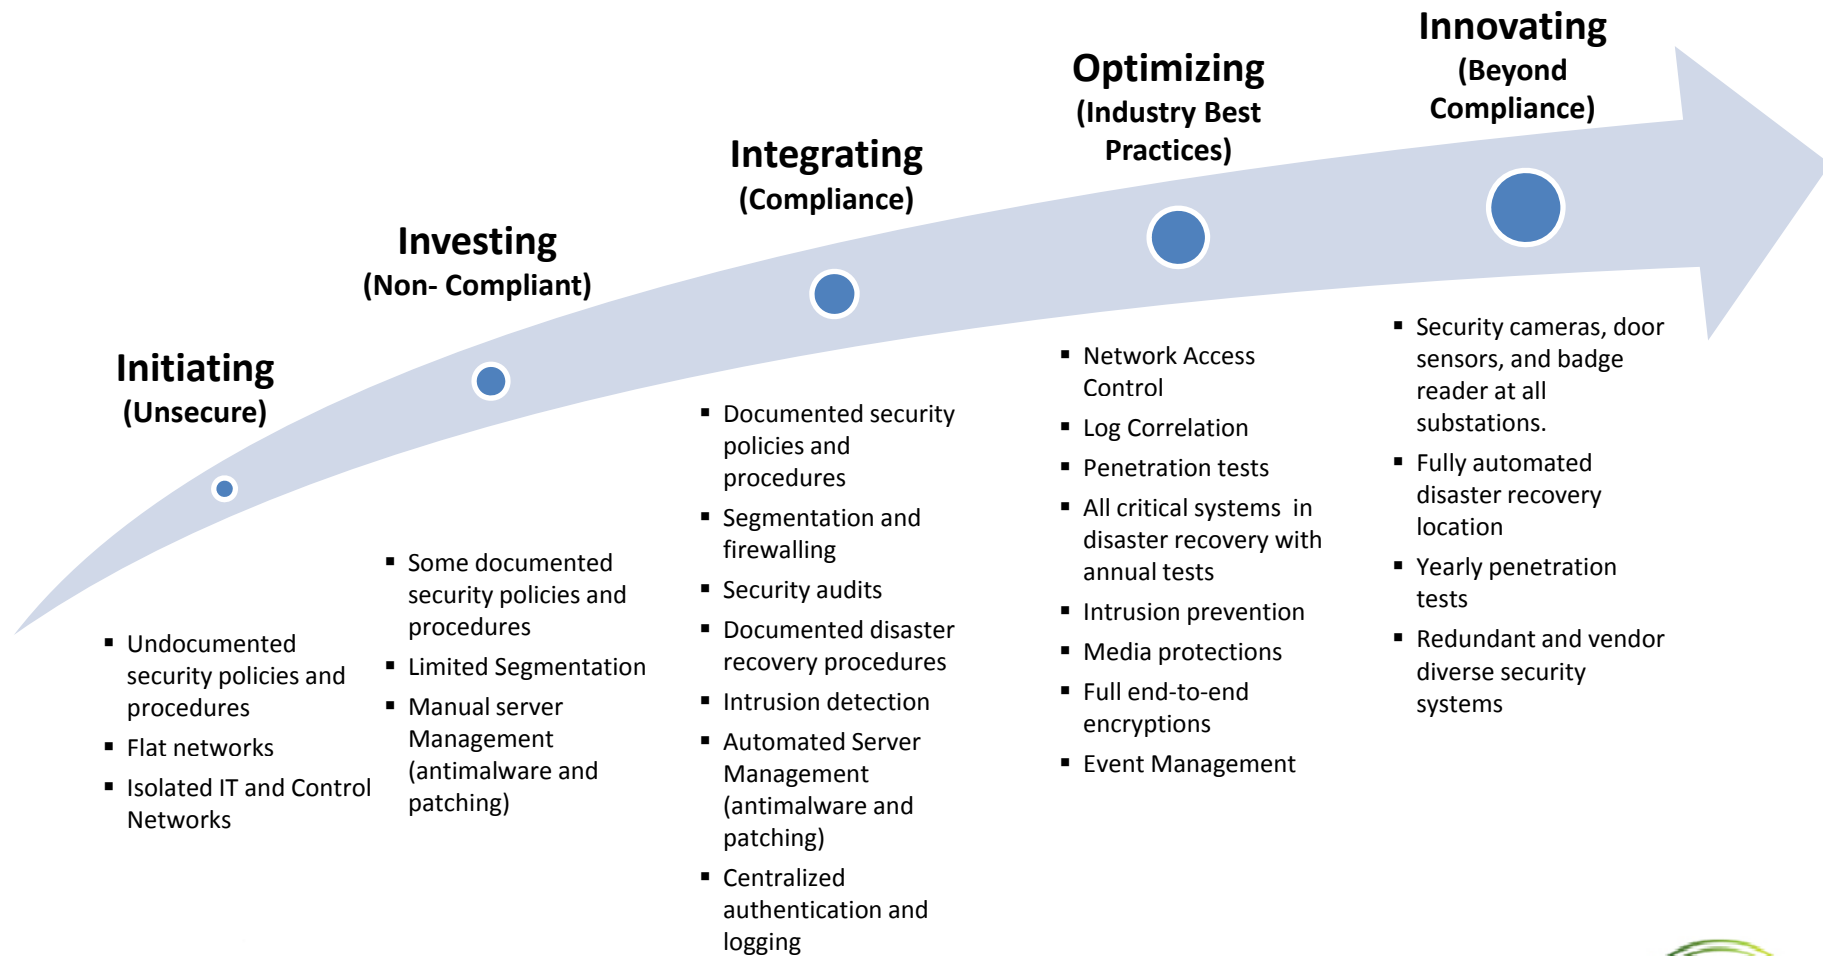 Initiating
(Unsecure)
▪ Undocumented
security policies and
procedures
▪ Flat networks
▪ Isolated IT and Control
Networks
Investing
(Non- Compliant)
▪ Some documented
security policies and
procedures
▪ Limited Segmentation
▪ Manual server
Management
(antimalware and
patching)
Integrating
(Compliance)
▪ Documented security
policies and
procedures
▪ Segmentation and
firewalling
▪ Security audits
▪ Documented disaster
recovery procedures
▪ Intrusion detection
▪ Automated Server
Management
(antimalware and
patching)
▪ Centralized
authentication and
logging
Optimizing
(Industry Best
Practices)
▪ Network Access
Control
▪ Log Correlation
▪ Penetration tests
▪ All critical systems  in
disaster recovery with
annual tests
▪ Intrusion prevention
▪ Media protections
▪ Full end-to-end
encryptions
▪ Event Management
Innovating
(Beyond
Compliance)
▪ Security cameras, door
sensors, and badge
reader at all
substations.
▪ Fully automated
disaster recovery
location
▪ Yearly penetration
tests
▪ Redundant and vendor
diverse security
systems